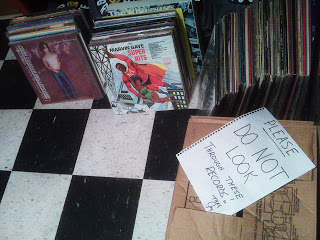 MARVIN GAYE
SUPER
HITS
PLEASE
DO NOT
LOOK
THROUGH THESE
RECORDS.